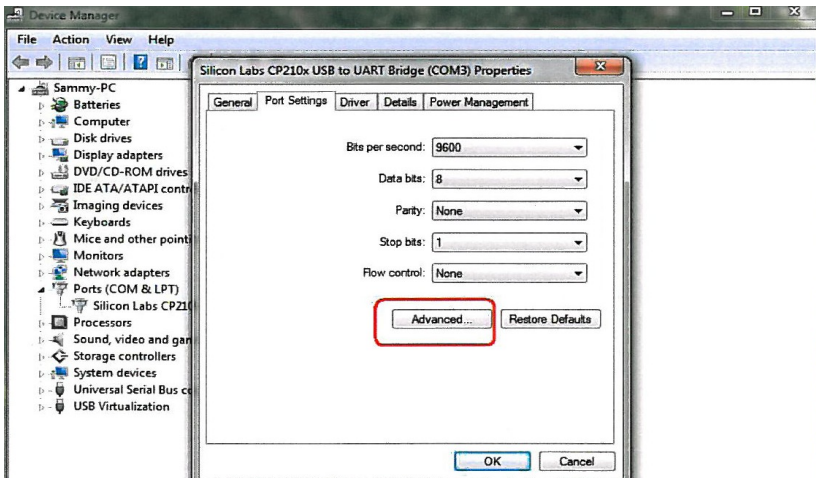 Device Manager
File Action View Help
Silicon Labs CP210x USB to UART Bridge (COM3) Properties
General Port Settings Driver Details Power Management
Sammy-PC
Batteries
Computer
Disk drives
Display adapters
DVD/CD-ROM drives
IDE ATA/ATAPI contr
Imaging devices
Keyboards
Mice and other pointi
Monitors
Network adapters
Ports (COM & LPT)
Silicon Labs CP210
Processors
Sound, video and gam
Storage controllers
System devices
Universal Serial Bus co
USB Virtualization
Bits per second: 9600
Data bits: 8
Parity: None
Stop bits: 1
Flow control: None
Advanced... Restore Defaults
OK Cancel